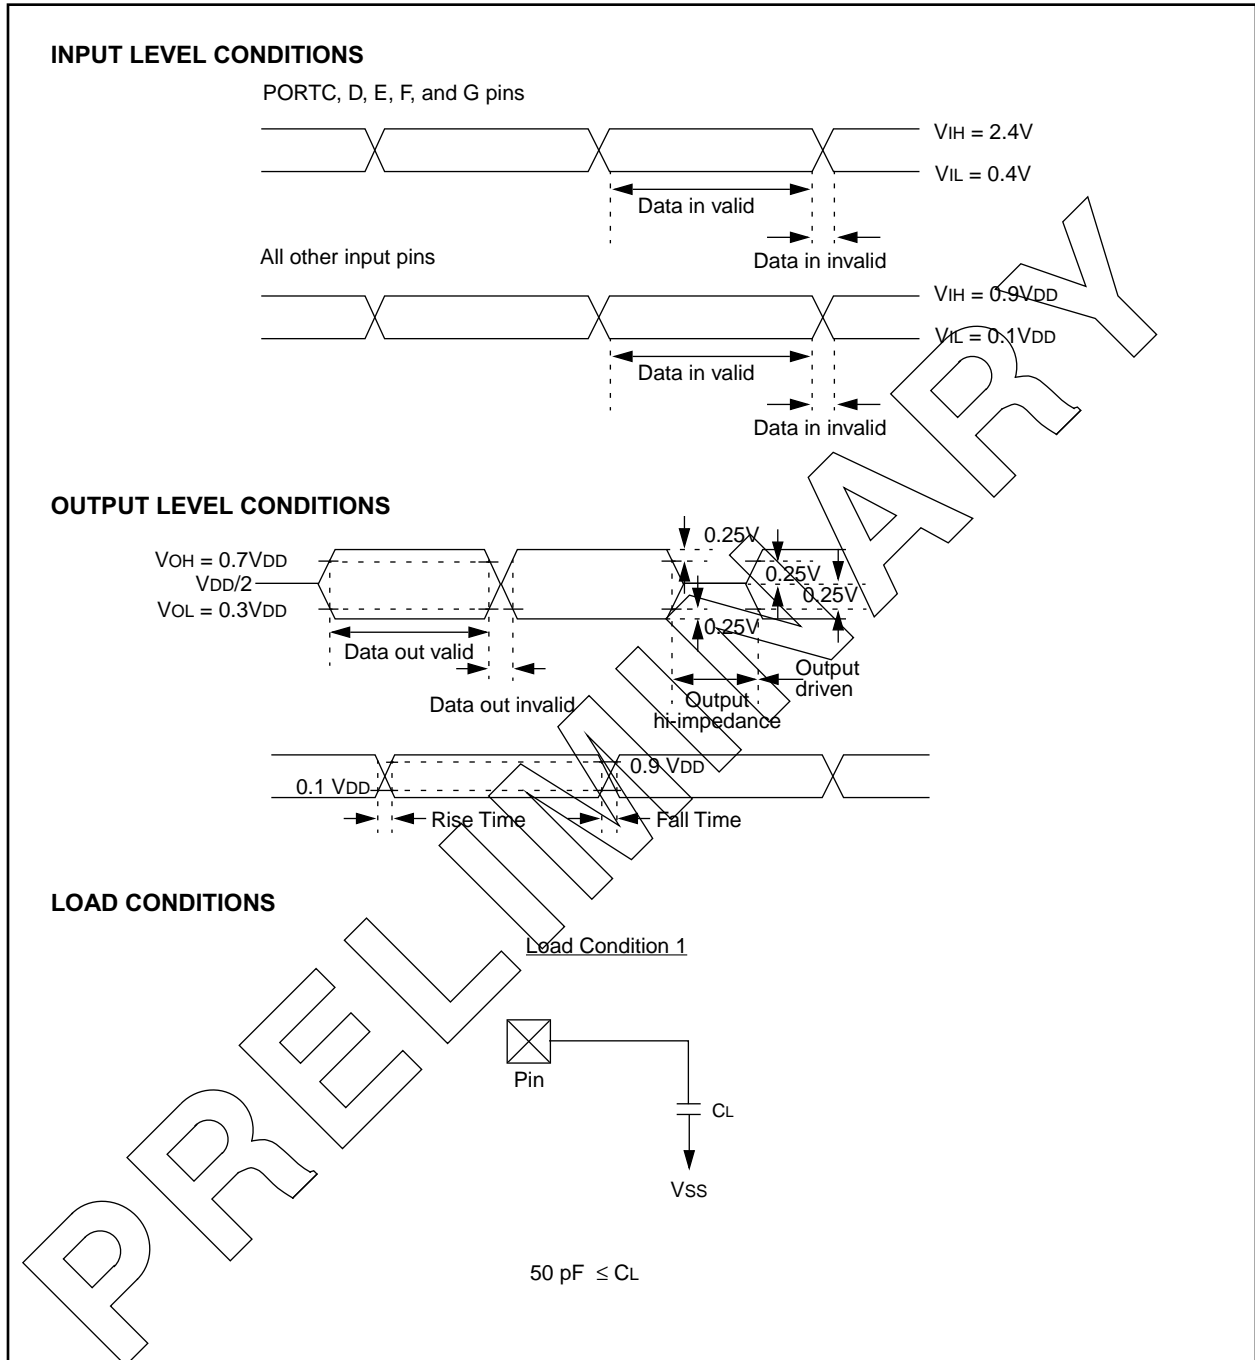 INPUT LEVEL CONDITIONS
PORTC, D, E, F, and G pins
VIH = 2.4V
VIL = 0.4V
Data in valid
Data in invalid
All other input pins
VIH = 0.9VDD
VIL = 0.1VDD
Data in valid
Data in invalid
OUTPUT LEVEL CONDITIONS
0.25V
VOH = 0.7VDD
VDD/2
0.25V
0.25V
VOL = 0.3VDD
0.25V
Data out valid
Output
driven
Data out invalid
Output
hi-impedance
0.9 VDD
0.1 VDD
Rise Time
Fall Time
LOAD CONDITIONS
Load Condition 1
Pin
CL
VSS
50 pF ≤ CL
PRELIMINARY